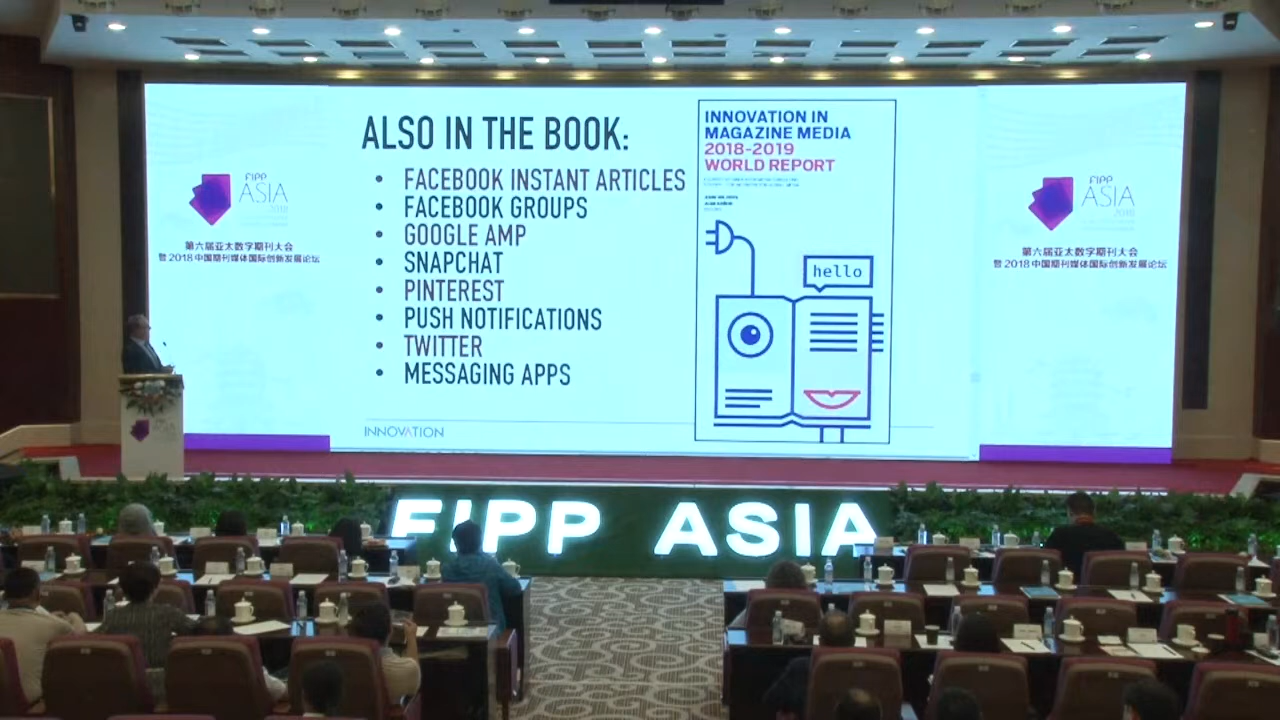 ALSO IN THE BOOK:
• FACEBOOK INSTANT ARTICLES
• FACEBOOK GROUPS
• GOOGLE AMP
• SNAPCHAT
• PINTEREST
• PUSH NOTIFICATIONS
• TWITTER
• MESSAGING APPS
INNOVATION
INNOVATION IN
MAGAZINE MEDIA
2018-2019
WORLD REPORT
hello
FIPP
ASIA
2018
第六届亚太数字期刊大会
暨2018中国期刊媒体国际创新发展论坛
FIPP
ASIA
2018
第六届亚太数字期刊大会
暨2018中国期刊媒体国际创新发展论坛
FIPP ASIA